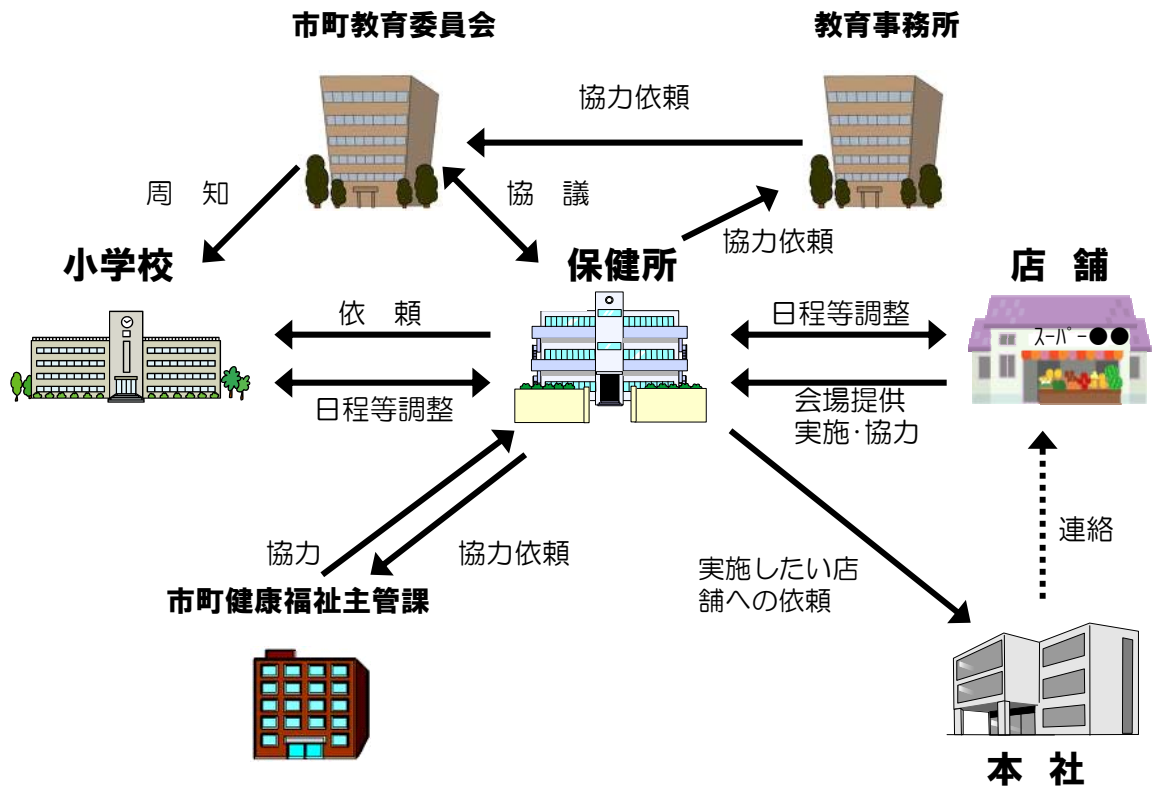 市町教育委員会
教育事務所
協力依頼
周　知
協　議
協力依頼
小学校
保健所
店　舗
依　頼
日程等調整
スーパー●●
日程等調整
会場提供
実施・協力
協力
協力依頼
連絡
実施したい店
舗への依頼
市町健康福祉主管課
本　社